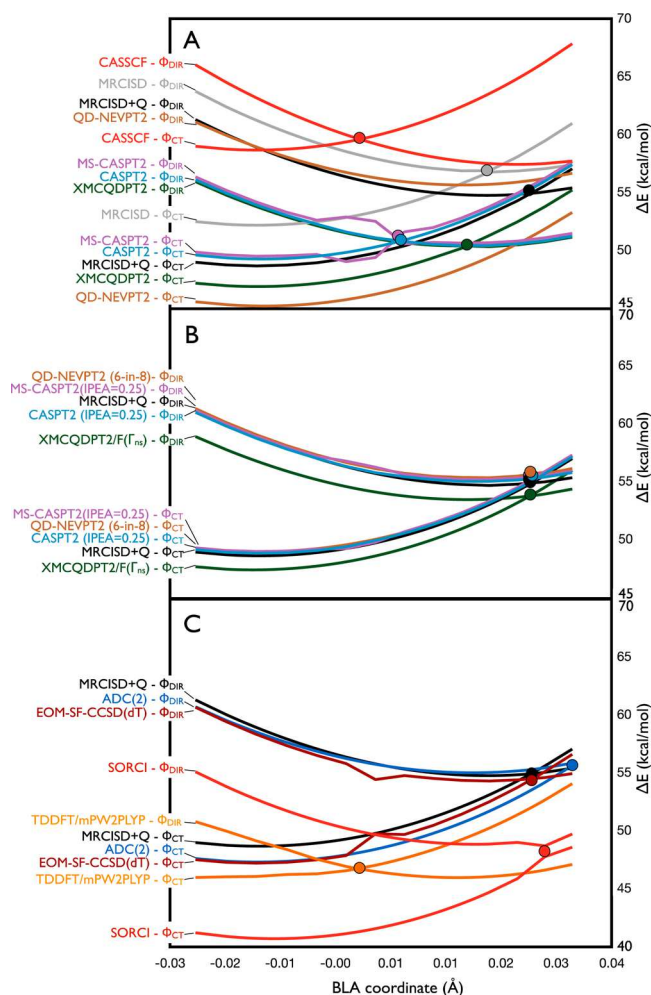 A
70
65
60
55
50
45
ΔE (kcal/mol)
CASSCF - ΦDIR
MRCISD - ΦDIR
MRCISD+Q - ΦDIR
QD-NEVPT2 - ΦDIR
CASSCF - ΦCT
MS-CASPT2 - ΦDIR
CASPT2 - ΦDIR
XMCQDPT2 - ΦDIR
MRCISD - ΦCT
MS-CASPT2 - ΦCT
CASPT2 - ΦCT
MRCISD+Q - ΦCT
XMCQDPT2 - ΦCT
QD-NEVPT2 - ΦCT
B
70
65
60
55
50
45
ΔE (kcal/mol)
QD-NEVPT2 (6-in-8)- ΦDIR
MS-CASPT2(IPEA=0.25) - ΦDIR
MRCISD+Q - ΦDIR
CASPT2 (IPEA=0.25) - ΦDIR
XMCQDPT2/F(Γns) - ΦDIR
MS-CASPT2(IPEA=0.25) - ΦCT
QD-NEVPT2 (6-in-8) - ΦCT
CASPT2 (IPEA=0.25) - ΦCT
MRCISD+Q - ΦCT
XMCQDPT2/F(Γns) - ΦCT
C
70
65
60
55
50
45
40
ΔE (kcal/mol)
MRCISD+Q - ΦDIR
ADC(2) - ΦDIR
EOM-SF-CCSD(dT) - ΦDIR
SORCI - ΦDIR
TDDFT/mPW2PLYP - ΦDIR
MRCISD+Q - ΦCT
ADC(2) - ΦCT
EOM-SF-CCSD(dT) - ΦCT
TDDFT/mPW2PLYP - ΦCT
SORCI - ΦCT
-0.03 -0.02 -0.01 -0.00 0.01 0.02 0.03 0.04
BLA coordinate (Å)